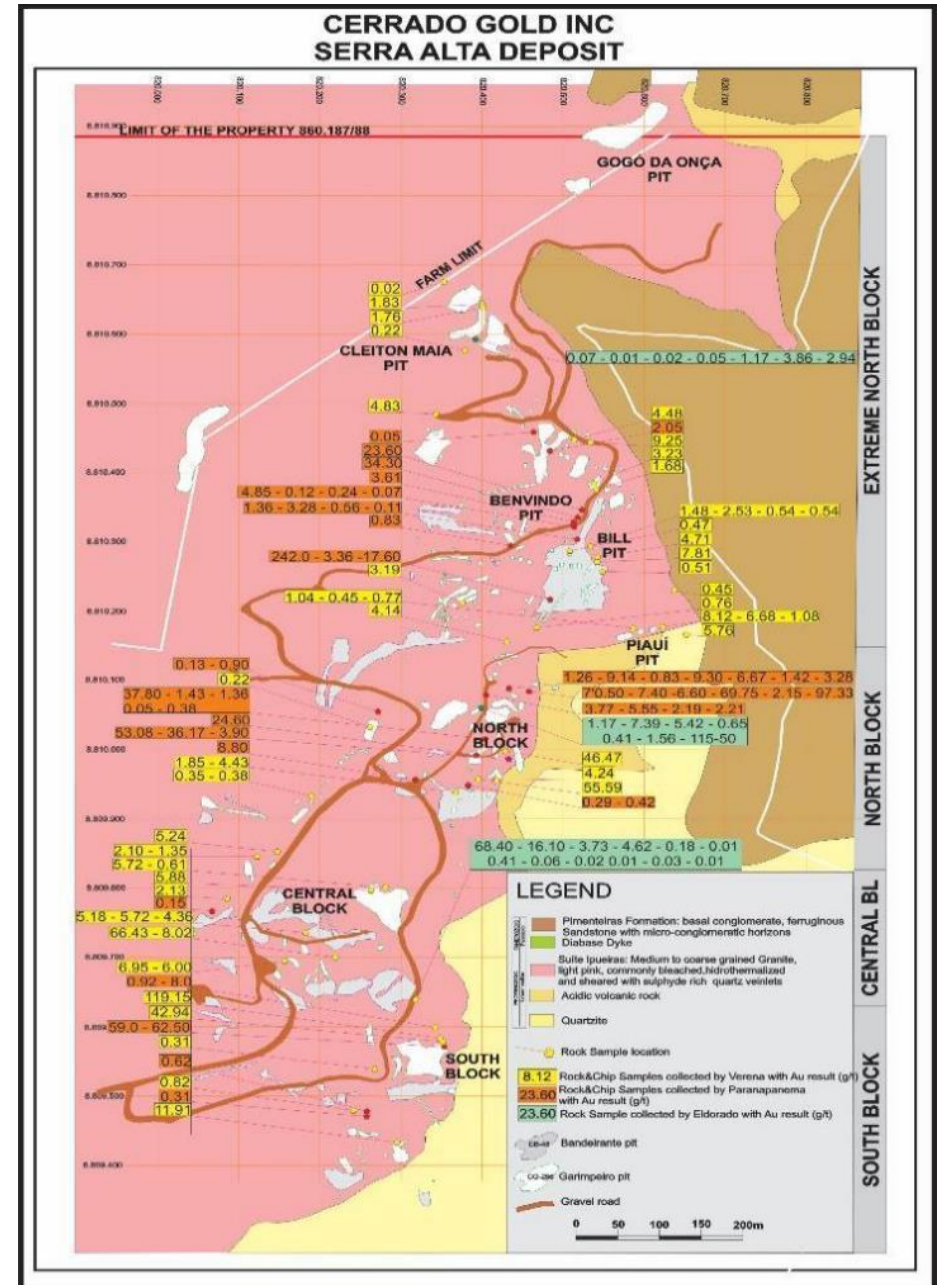 CERRADO GOLD INC
SERRA ALTA DEPOSIT
LIMIT OF THE PROPERTY 860.187/88
GOGÓ DA ONÇA
PIT
FARM LIMIT
0.02
1.83
1.76
0.22
CLEITON MAIA
PIT
0.07 - 0.01 - 0.02 - 0.05 - 1.17 - 3.86 - 2.94
4.83
0.05
23.60
34.30
3.61
4.85 - 0.12 - 0.24 - 0.07
1.36 - 3.28 - 0.56 - 0.11
0.83
4.48
2.05
9.25
3.23
1.68
BENVINDO
PIT
BILL
PIT
1.48 - 2.53 - 0.54 - 0.54
0.47
4.71
7.81
0.51
242.0 - 3.36 -17.60
3.19
1.04 - 0.45 - 0.77
4.14
0.45
0.76
8.12 - 6.68 - 1.08
5.76
PIAUÍ
PIT
EXTREME NORTH BLOCK
0.13 - 0.90
0.22
37.80 - 1.43 - 1.36
0.05 - 0.38
24.60
53.08 - 36.17 - 3.90
8.80
1.85 - 4.43
0.35 - 0.38
1.26 - 9.14 - 0.83 - 9.30 - 6.67 - 1.42 - 3.28
7'0.50 - 7.40 -6.60 - 69.75 - 2.15 - 97.33
3.77 - 5.55 - 2.19 - 2.21
1.17 - 7.39 - 5.42 - 0.65
0.41 - 1.56 - 115-50
NORTH
BLOCK
46.47
4.24
55.59
0.29 - 0.42
NORTH BLOCK
68.40 - 16.10 - 3.73 - 4.62 - 0.18 - 0.01
0.41 - 0.06 - 0.02 0.01 - 0.03 - 0.01
5.24
2.10 - 1.35
5.72 - 0.61
5.88
2.13
0.15
5.18 - 5.72 - 4.36
66.43 - 8.02
CENTRAL
BLOCK
CENTRAL BL
6.95 - 6.00
0.92 - 8.0
119.15
42.94
59.0 - 62.50
0.31
0.62
0.82
0.31
11.91
SOUTH
BLOCK
SOUTH BLOCK
LEGEND
Pimenteiras Formation: basal conglomerate, ferruginous
Sandstone with micro-conglomeratic horizons
Diabase Dyke
Suite Ipueiras: Medium to coarse grained Granite,
light pink, commonly bleached,hidrothermalized
and sheared with sulphyde rich quartz veinlets
Acidic volcanic rock
Quartzite
Rock Sample location
8.12 Rock&Chip Samples collected by Verena with Au result (g/t)
23.60 Rock&Chip Samples collected by Paranapanema
with Au result (g/t)
23.60 Rock Sample collected by Eldorado with Au result (g/t)
Bandeirante pit
Garimpeiro pit
Gravel road
0 50 100 150 200m